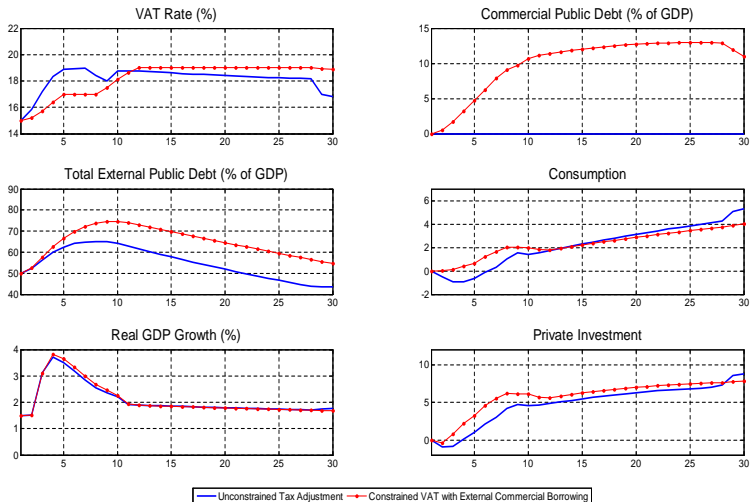 VAT Rate (%)
22
20
18
16
14
5 10 15 20 25 30
Commercial Public Debt (% of GDP)
15
10
5
0
5 10 15 20 25 30
Total External Public Debt (% of GDP)
90
80
70
60
50
40
5 10 15 20 25 30
Consumption
6
4
2
0
-2
5 10 15 20 25 30
Real GDP Growth (%)
4
3
2
1
0
5 10 15 20 25 30
Private Investment
10
5
0
-2
5 10 15 20 25 30
Unconstrained Tax Adjustment Constrained VAT with External Commercial Borrowing